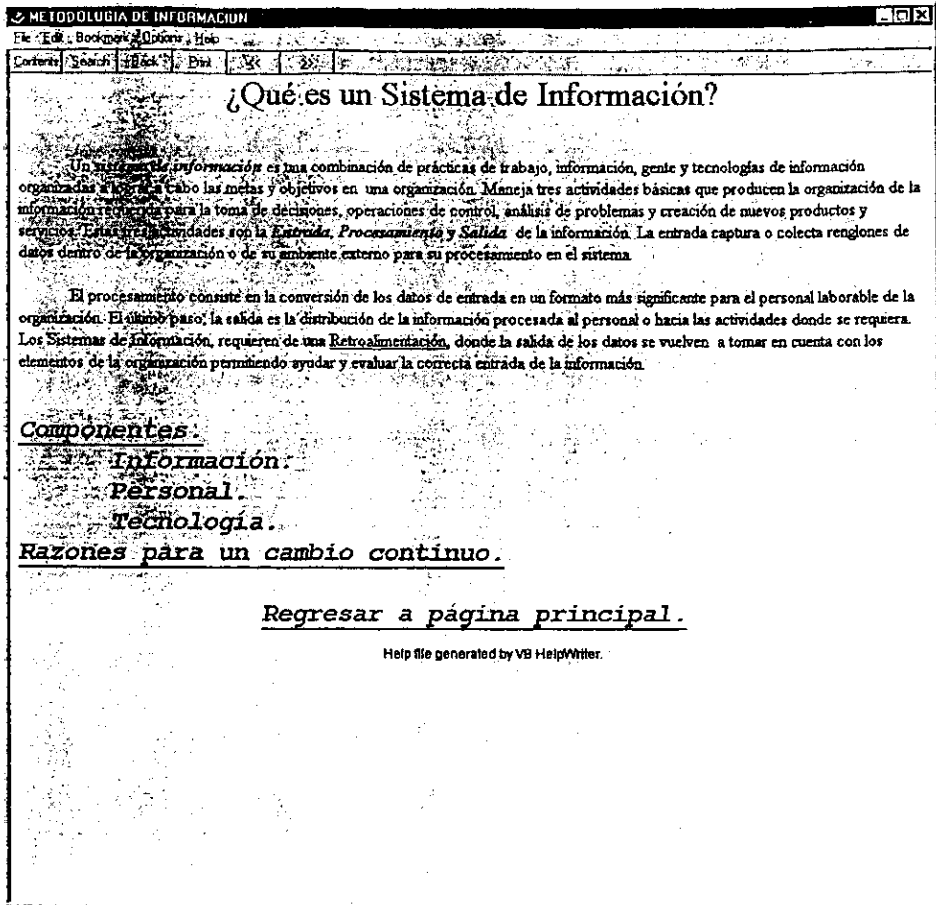 METODOLOGIA DE INFORMACION
File Edit Bookmark Options Help
Contents Search Back Print << >>
¿Qué es un Sistema de Información?
Un sistema de información es una combinación de prácticas de trabajo, información, gente y tecnologías de información
organizadas a lograr a cabo las metas y objetivos en una organización. Maneja tres actividades básicas que producen la organización de la
información requerida para la toma de decisiones, operaciones de control, análisis de problemas y creación de nuevos productos y
servicios. Estas tres actividades son la Entrada, Procesamiento y Salida de la información. La entrada captura o colecta renglones de
datos dentro de la organización o de su ambiente externo para su procesamiento en el sistema.
El procesamiento consiste en la conversión de los datos de entrada en un formato más significante para el personal laborable de la
organización. El último paso, la salida es la distribución de la información procesada al personal o hacia las actividades donde se requiera.
Los Sistemas de Información, requieren de una Retroalimentación, donde la salida de los datos se vuelven a tomar en cuenta con los
elementos de la organización permitiendo ayudar y evaluar la correcta entrada de la información.
Componentes.
Información.
Personal.
Tecnología.
Razones para un cambio continuo.
Regresar a página principal.
Help file generated by VB HelpWriter.